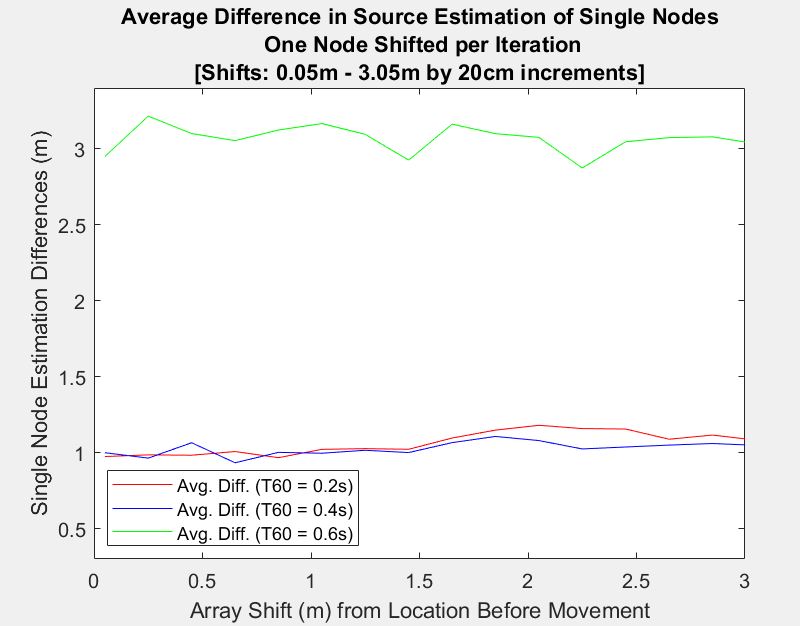 Average Difference in Source Estimation of Single Nodes
One Node Shifted per Iteration
[Shifts: 0.05m - 3.05m by 20cm increments]
Single Node Estimation Differences (m)
3
2.5
2
1.5
1
0.5
Avg. Diff. (T60 = 0.2s)
Avg. Diff. (T60 = 0.4s)
Avg. Diff. (T60 = 0.6s)
0 0.5 1 1.5 2 2.5 3
Array Shift (m) from Location Before Movement